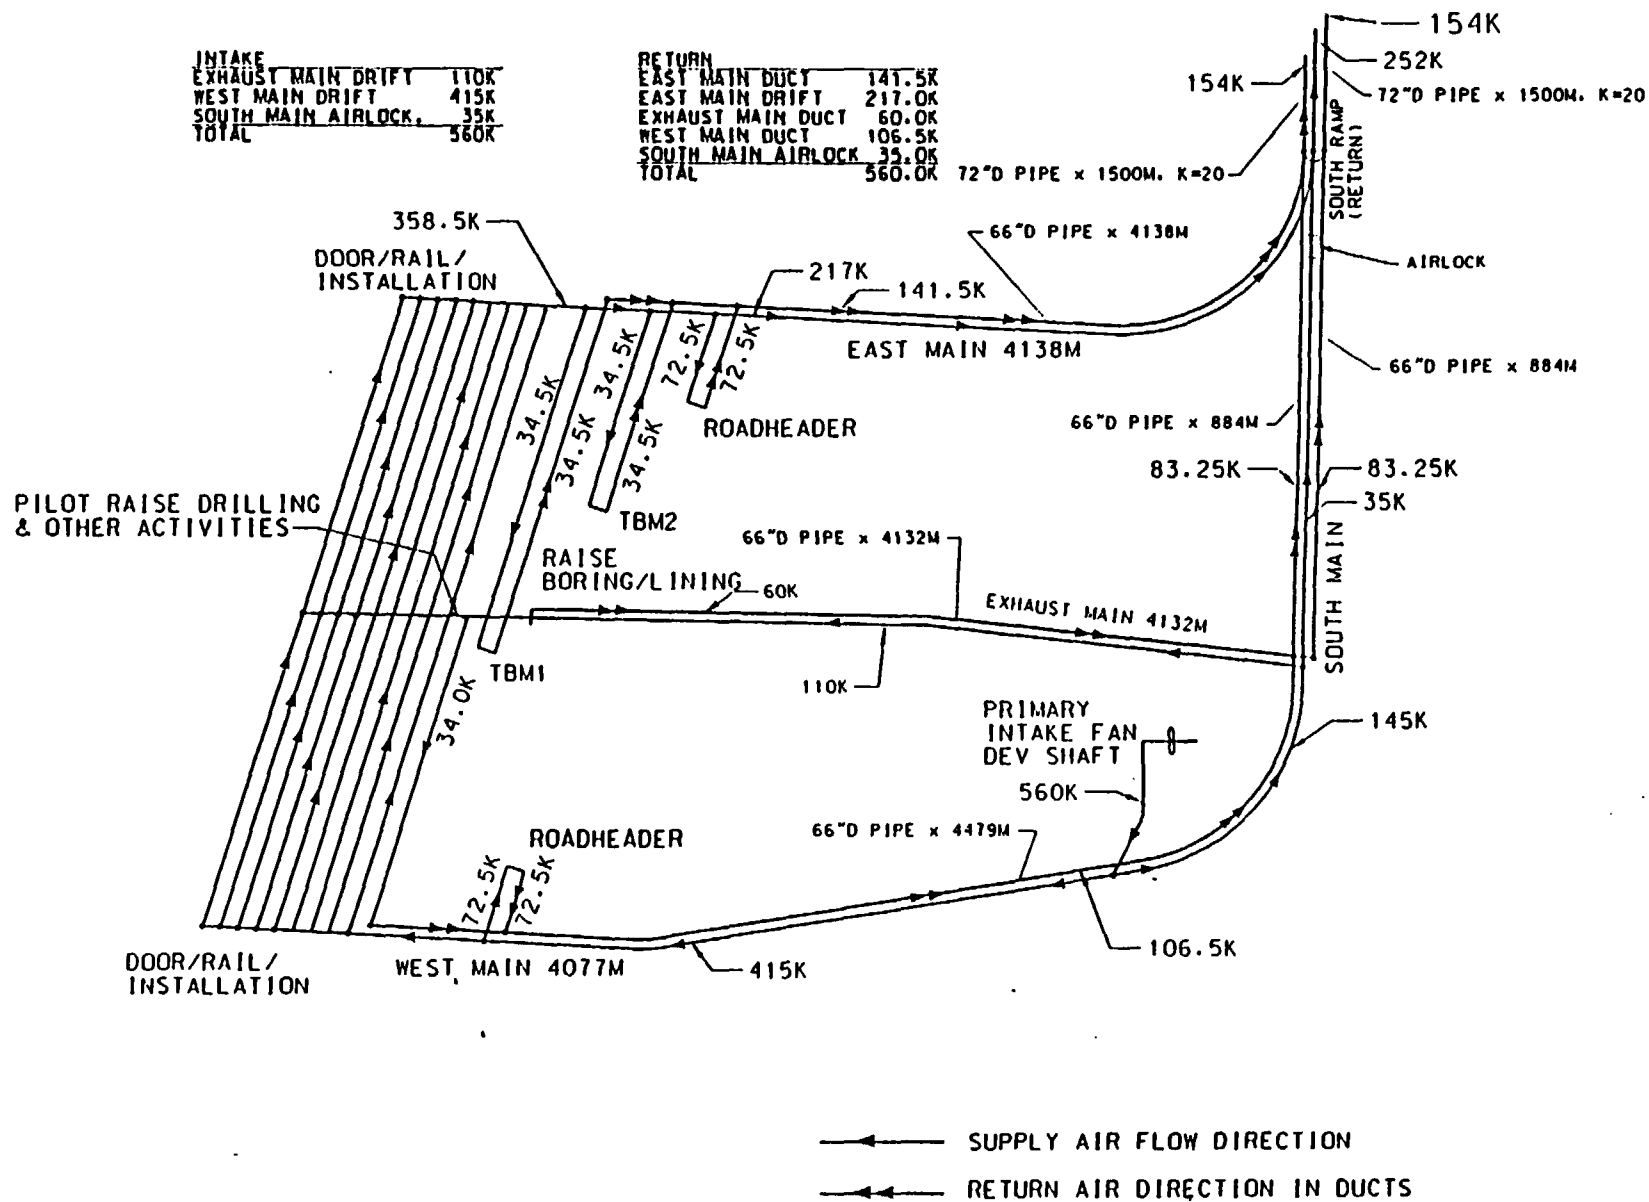 INTAKE
EXHAUST MAIN DRIFT 110K
WEST MAIN DRIFT 415K
SOUTH MAIN AIRLOCK. 35K
TOTAL 560K
RETURN
EAST MAIN DUCT 141.5K
EAST MAIN DRIFT 217.0K
EXHAUST MAIN DUCT 60.0K
WEST MAIN DUCT 106.5K
SOUTH MAIN AIRLOCK 35.0K
TOTAL 560.0K
154K
252K
154K
72"D PIPE x 1500M. K=20
72"D PIPE x 1500M. K=20
SOUTH RAMP
(RETURN)
358.5K
66"D PIPE x 4138M
DOOR/RAIL/
INSTALLATION
217K
141.5K
AIRLOCK
EAST MAIN 4138M
34.5K
34.5K
34.5K
34.5K
72.5K
72.5K
ROADHEADER
66"D PIPE x 884M
66"D PIPE x 884M
83.25K
83.25K
35K
PILOT RAISE DRILLING
& OTHER ACTIVITIES
TBM2
66"D PIPE x 4132M
RAISE
BORING/LINING
60K
EXHAUST MAIN 4132M
SOUTH MAIN
TBM1
110K
34.0K
PRIMARY
INTAKE FAN
DEV SHAFT
145K
560K
66"D PIPE x 4479M
ROADHEADER
72.5K
72.5K
106.5K
DOOR/RAIL/
INSTALLATION
WEST MAIN 4077M
415K
SUPPLY AIR FLOW DIRECTION
RETURN AIR DIRECTION IN DUCTS